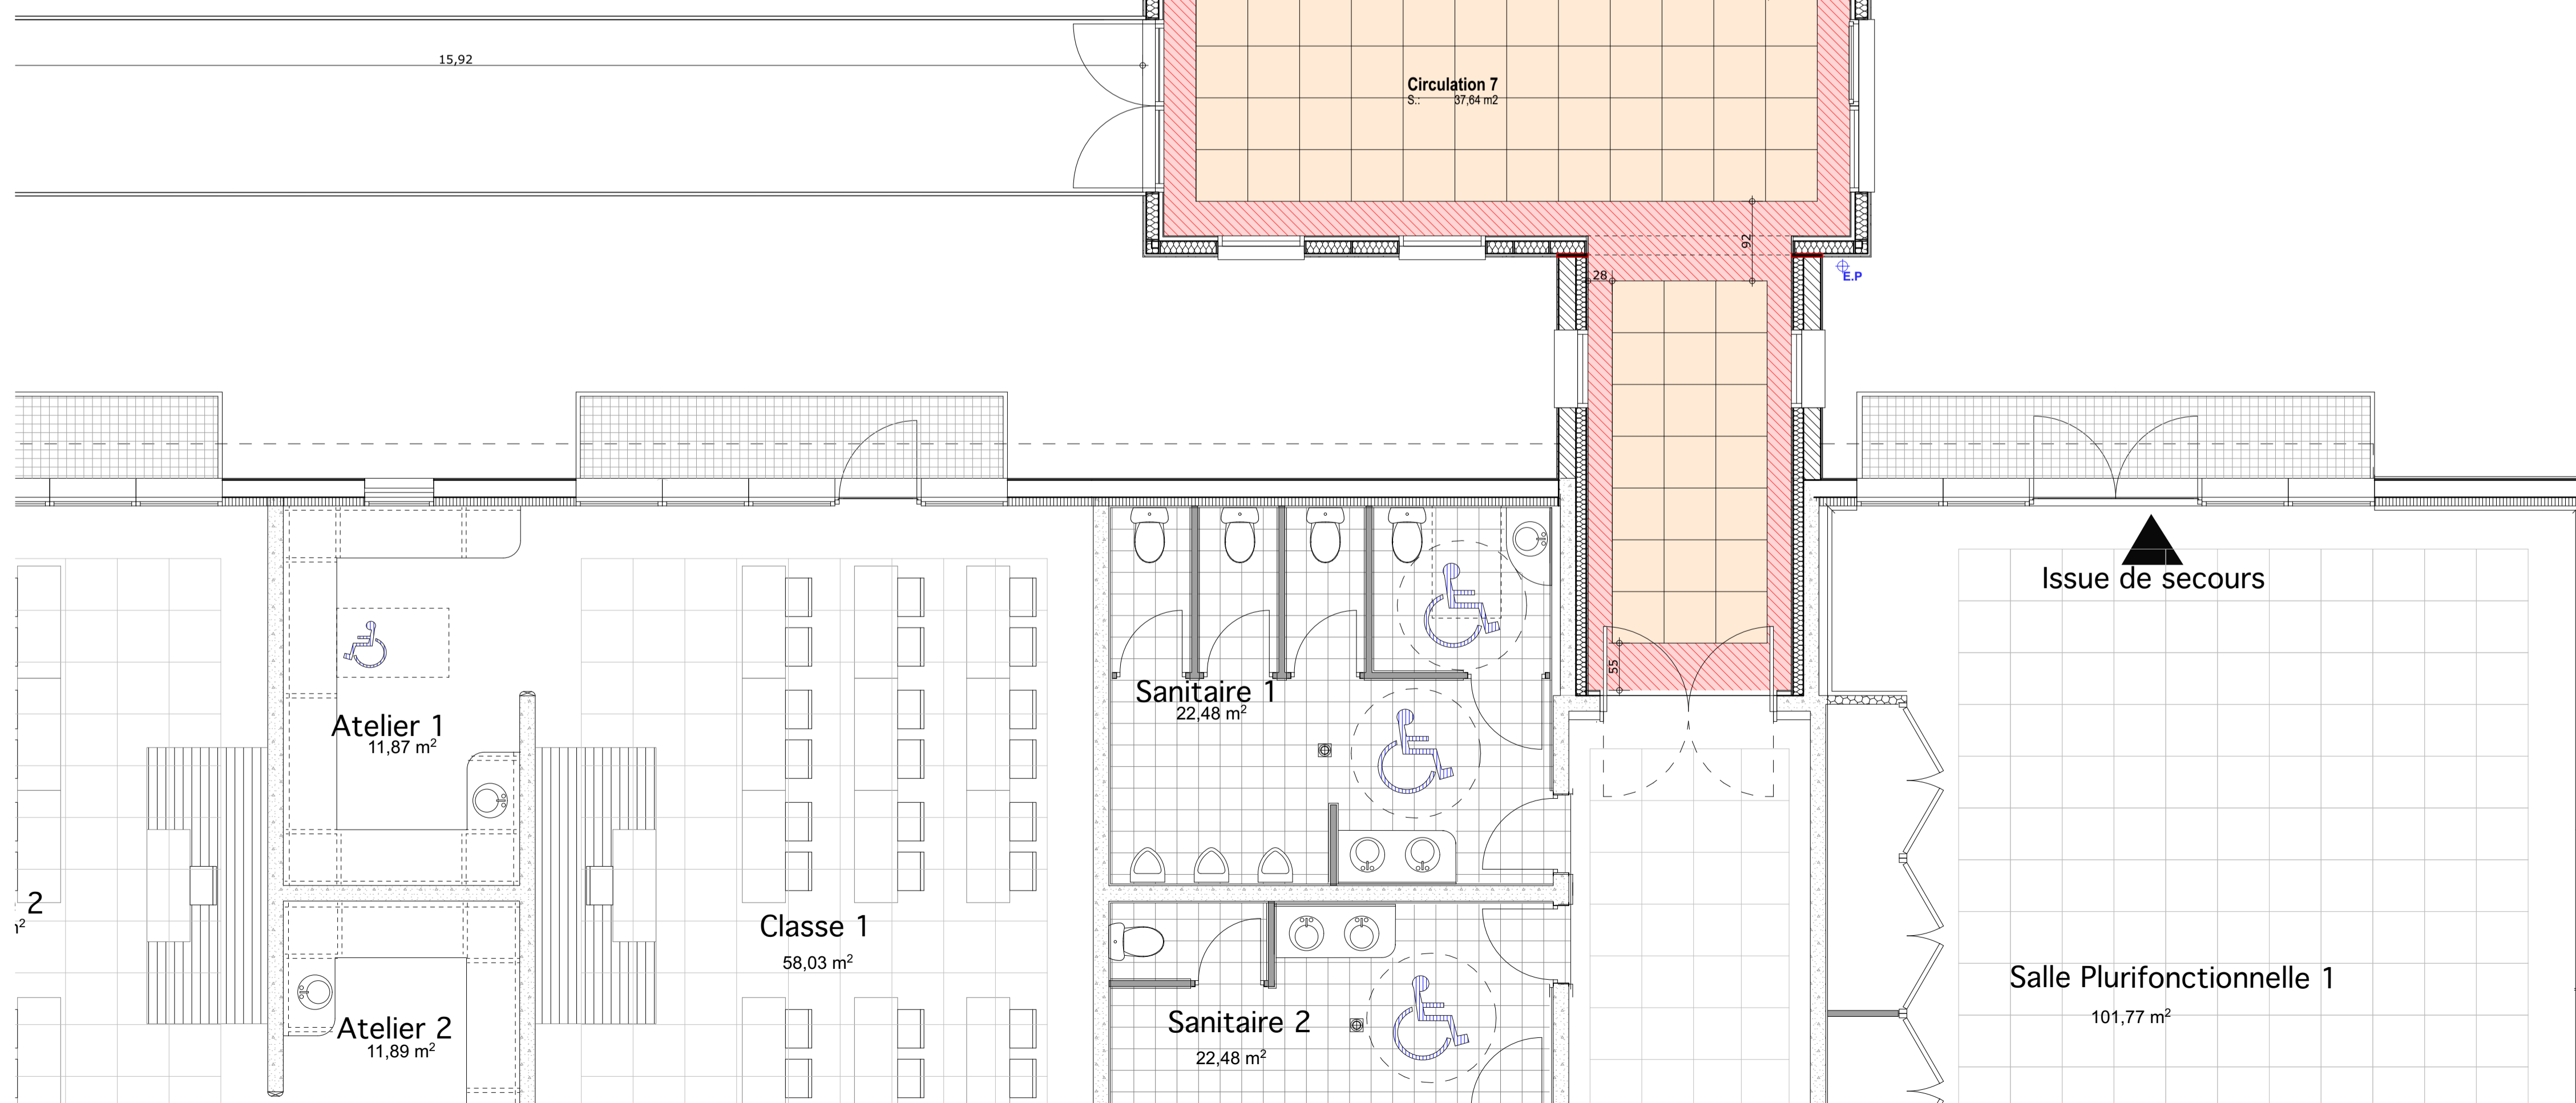 15,92
Circulation 7
S.: 37,64 m2
92
28
E.P
55
Issue de secours
Sanitaire 1
22,48 m²
Atelier 1
11,87 m²
2
Classe 1
58,03 m²
Salle Plurifonctionnelle 1
101,77 m²
Sanitaire 2
22,48 m²
Atelier 2
11,89 m²